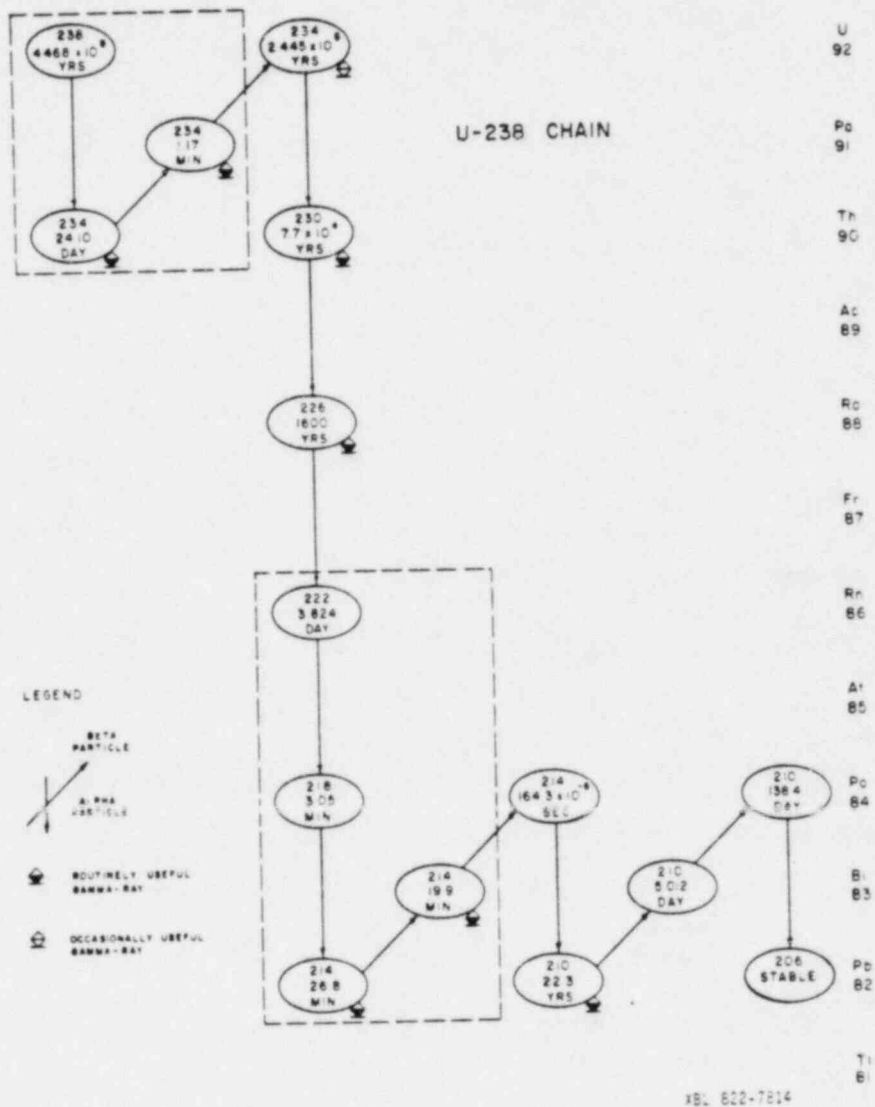 238
4468 x 10⁶
YRS
234
2.445 x 10⁵
YRS
U
92
U-238 CHAIN
234
1.17
MIN
Pa
91
234
24.10
DAY
230
7.7 x 10⁴
YRS
Th
90
Ac
89
226
1600
YRS
Ra
88
Fr
87
222
3.824
DAY
Rn
86
LEGEND
At
85
BETA
PARTICLE
ALPHA
PARTICLE
218
3.05
MIN
214
164.3 x 10⁻⁶
SEC
210
138.4
DAY
Po
84
ROUTINELY USEFUL
GAMMA-RAY
214
19.9
MIN
210
5.012
DAY
Bi
83
OCCASIONALLY USEFUL
GAMMA-RAY
214
26.8
MIN
210
22.3
YRS
206
STABLE
Pb
82
Tl
81
XBL 822-7814